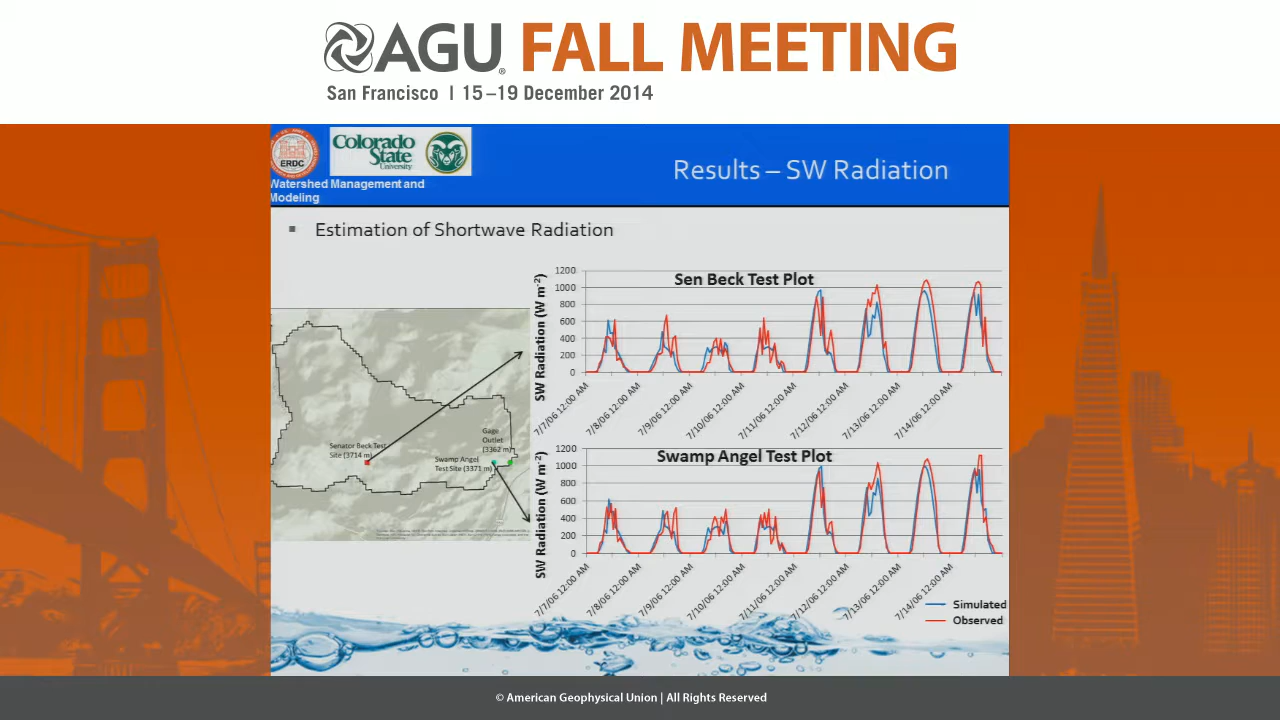 AGU® FALL MEETING
San Francisco | 15–19 December 2014
ERDC
Colorado
State
University
Watershed Management and
Modeling
Results – SW Radiation
▪ Estimation of Shortwave Radiation
Senator Beck Test
Site (3714 m)
Gage
Outlet
(3362 m)
Swamp Angel
Test Site (3371 m)
Sen Beck Test Plot
SW Radiation (W m-2)
1200
1000
800
600
400
200
0
7/7/06 12:00 AM
7/8/06 12:00 AM
7/9/06 12:00 AM
7/10/06 12:00 AM
7/11/06 12:00 AM
7/12/06 12:00 AM
7/13/06 12:00 AM
7/14/06 12:00 AM
Swamp Angel Test Plot
SW Radiation (W m-2)
1200
1000
800
600
400
200
0
7/7/06 12:00 AM
7/8/06 12:00 AM
7/9/06 12:00 AM
7/10/06 12:00 AM
7/11/06 12:00 AM
7/12/06 12:00 AM
7/13/06 12:00 AM
7/14/06 12:00 AM
Simulated
Observed
© American Geophysical Union | All Rights Reserved